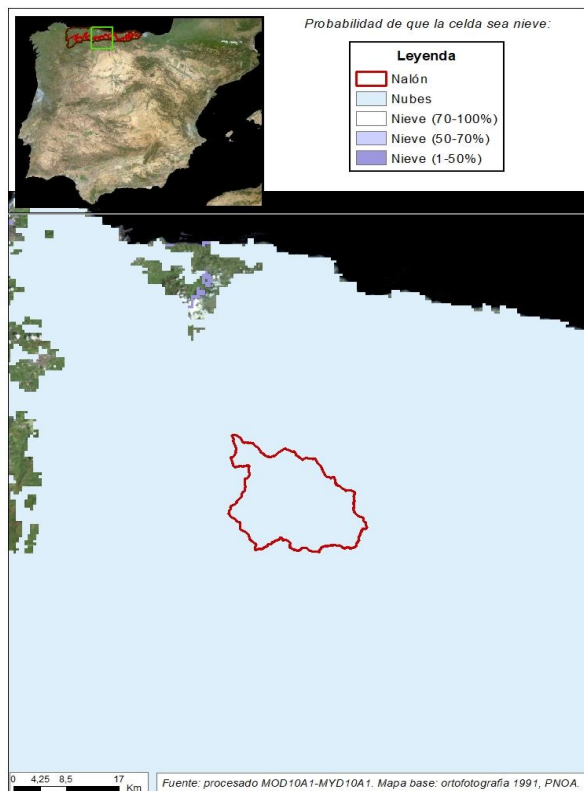 Probabilidad de que la celda sea nieve:
Leyenda
Nalón
Nubes
Nieve (70-100%)
Nieve (50-70%)
Nieve (1-50%)
0 4,25 8,5 17
Km
Fuente: procesado MOD10A1-MYD10A1. Mapa base: ortofotografia 1991, PNOA.